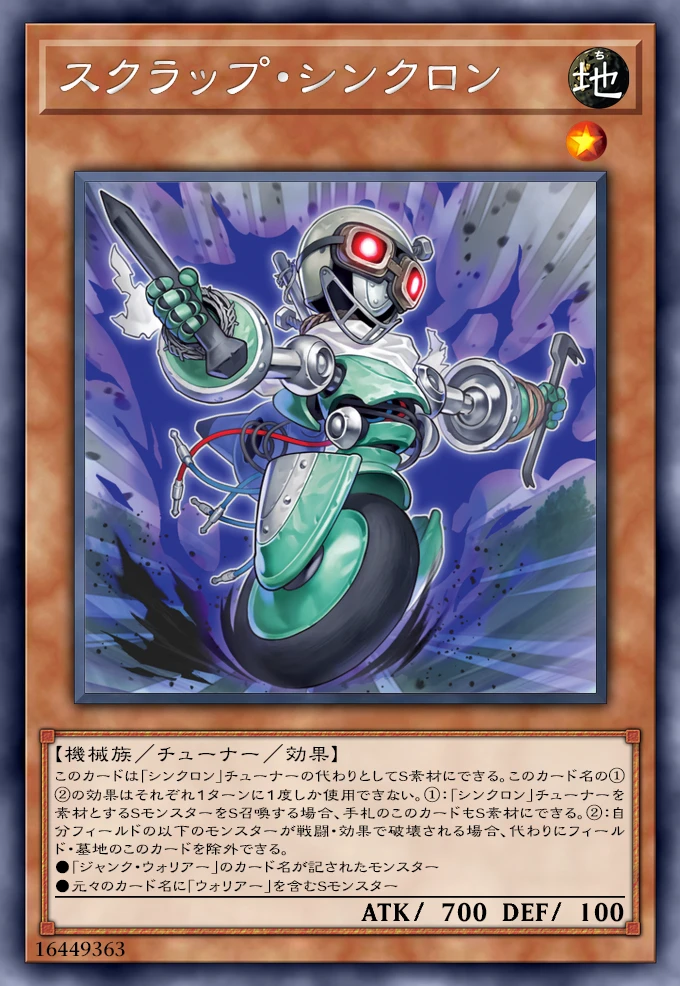 スクラップ・シンクロン
ち
地
【機械族／チューナー／効果】
このカードは「シンクロン」チューナーの代わりとしてS素材にできる。このカード名の①
②の効果はそれぞれ1ターンに1度しか使用できない。①：「シンクロン」チューナーを
素材とするSモンスターをS召喚する場合、手札のこのカードもS素材にできる。②：自
分フィールドの以下のモンスターが戦闘・効果で破壊される場合、代わりにフィール
ド・墓地のこのカードを除外できる。
●「ジャンク・ウォリアー」のカード名が記されたモンスター
●元々のカード名に「ウォリアー」を含むSモンスター
ATK/ 700 DEF/ 100
16449363